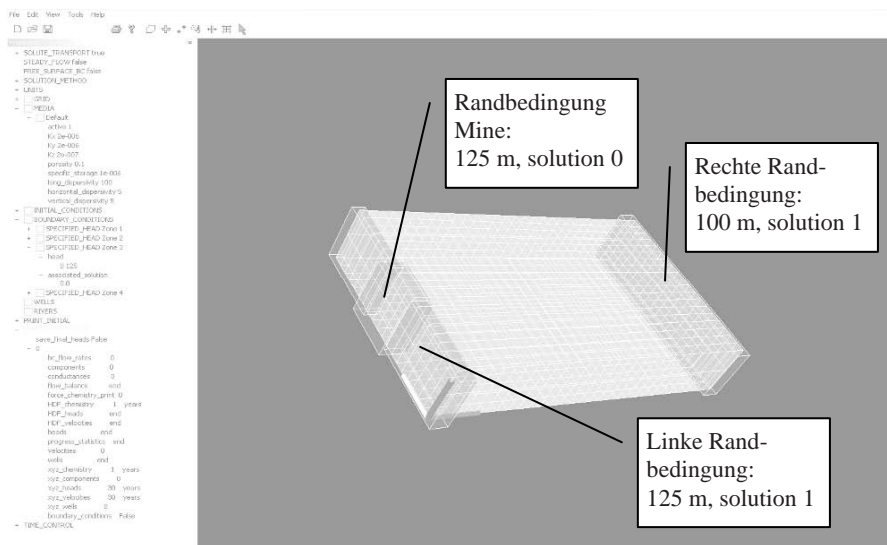 File Edit View Tools Help
SOLUTE_TRANSPORT true
STEADY_FLOW false
FREE_SURFACE_BC false
SOLUTION_METHOD
UNITS
GRID
MEDIA
Default
active 1
Kx 2e-006
Ky 2e-006
Kz 2e-007
porosity 0.1
specific_storage 1e-006
long_dispersivity 100
horizontal_dispersivity 5
vertical_dispersivity 5
INITIAL_CONDITIONS
BOUNDARY_CONDITIONS
SPECIFIED_HEAD Zone 1
SPECIFIED_HEAD Zone 2
SPECIFIED_HEAD Zone 3
head
0 125
associated_solution
0 0
SPECIFIED_HEAD Zone 4
WELLS
RIVERS
PRINT_INITIAL
save_final_heads False
0
bc_flow_rates 0
components 0
conductances 0
flow_balance end
force_chemistry_print 0
HDF_chemistry 1 years
HDF_heads end
HDF_velocities end
heads end
progress_statistics end
velocities 0
wells end
xyz_chemistry 1 years
xyz_components 0
xyz_heads 30 years
xyz_velocities 30 years
xyz_wells 0
boundary_conditions False
TIME_CONTROL
Randbedingung
Mine:
125 m, solution 0
Rechte Rand-
bedingung:
100 m, solution 1
Linke Rand-
bedingung:
125 m, solution 1